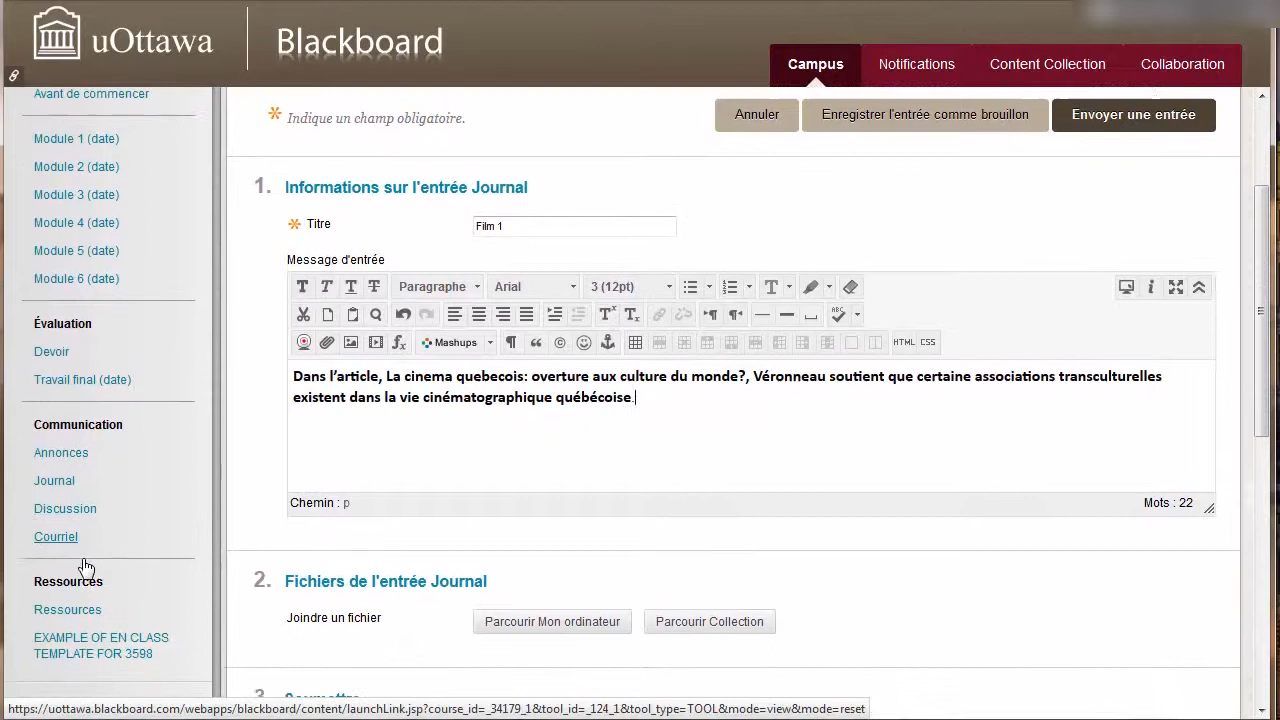 uOttawa
Blackboard
Campus
Notifications
Content Collection
Collaboration
Avant de commencer
Module 1 (date)
Module 2 (date)
Module 3 (date)
Module 4 (date)
Module 5 (date)
Module 6 (date)
Évaluation
Devoir
Travail final (date)
Communication
Annonces
Journal
Discussion
Courriel
Ressources
Ressources
EXAMPLE OF EN CLASS
TEMPLATE FOR 3598
Indique un champ obligatoire.
Annuler
Enregistrer l'entrée comme brouillon
Envoyer une entrée
1. Informations sur l'entrée Journal
Titre
Film 1
Message d'entrée
Paragraphe
Arial
3 (12pt)
Mashups
HTML CSS
Dans l’article, La cinema quebecois: overture aux culture du monde?, Véronneau soutient que certaine associations transculturelles
existent dans la vie cinématographique québécoise.
Chemin : p
Mots : 22
2. Fichiers de l'entrée Journal
Joindre un fichier
Parcourir Mon ordinateur
Parcourir Collection
3. Soumettre
https://uottawa.blackboard.com/webapps/blackboard/content/launchLink.jsp?course_id=_34179_1&tool_id=_124_1&tool_type=TOOL&mode=view&mode=reset